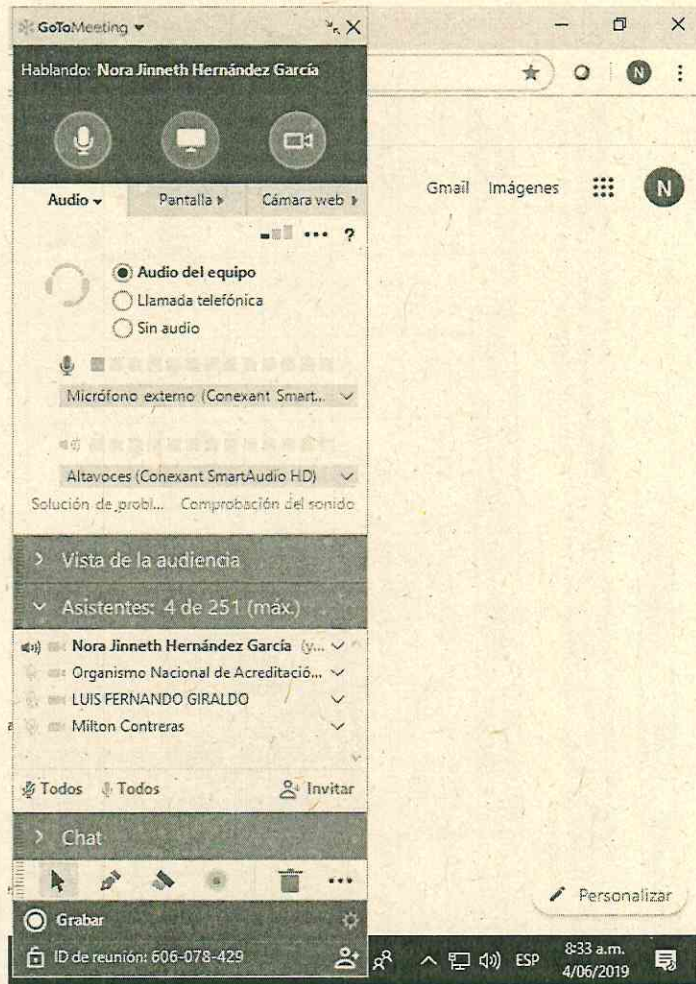 GoToMeeting
Hablando: Nora Jinneth Hernández García
N
Audio Pantalla Cámara web
Gmail Imágenes
N
... ?
Audio del equipo
Llamada telefónica
Sin audio
Micrófono externo (Conexant Smart...
Altavoces (Conexant SmartAudio HD)
Solución de probl... Comprobación del sonido
> Vista de la audiencia
Asistentes: 4 de 251 (máx.)
Nora Jinneth Hernández García (y...
Organismo Nacional de Acreditació...
LUIS FERNANDO GIRALDO
Milton Contreras
Todos Todos Invitar
> Chat
...
Personalizar
Grabar
ID de reunión: 606-078-429
ESP
8:33 a.m.
4/06/2019